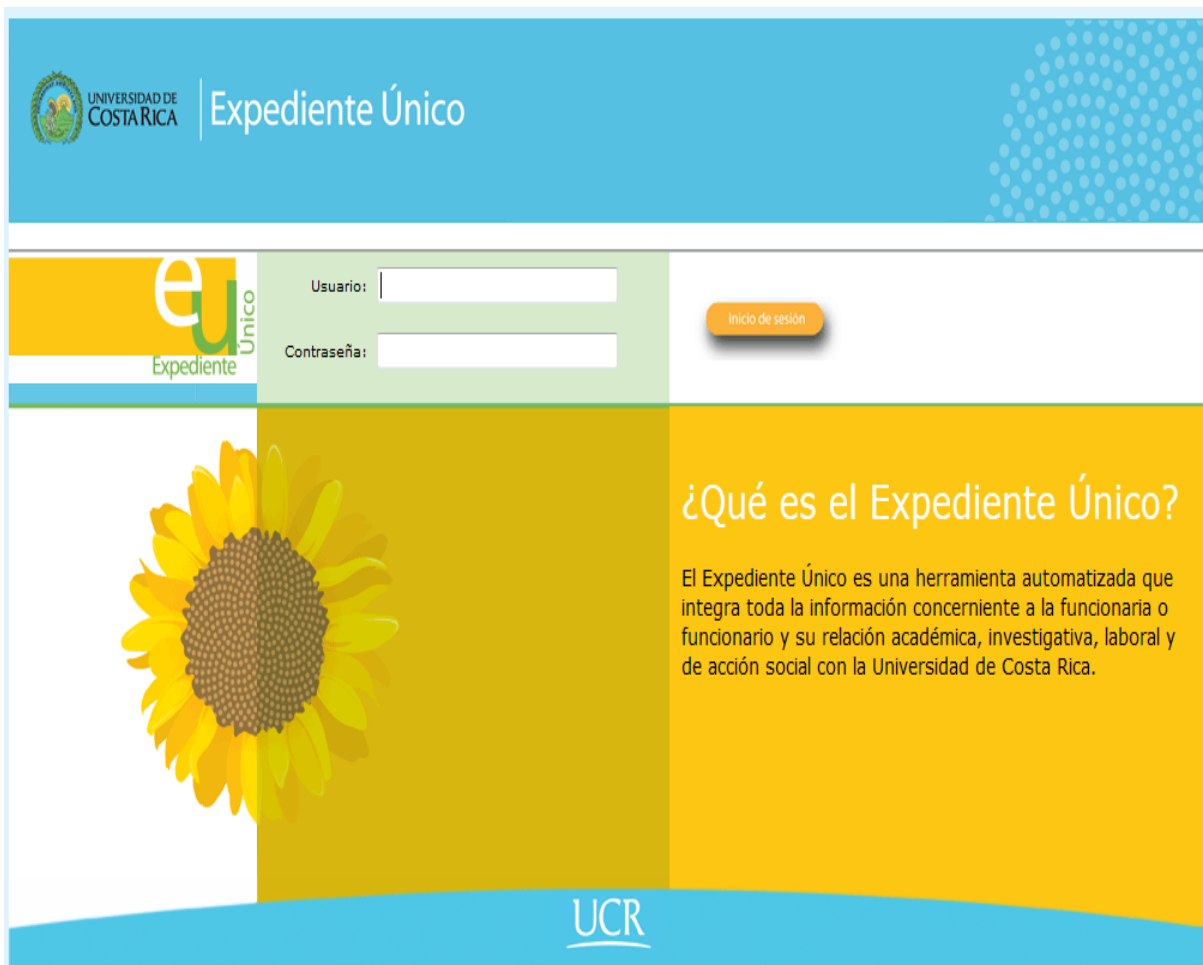 UNIVERSIDAD DE
COSTA RICA
Expediente Único
eu
Expediente
Único
Usuario:
Contraseña:
Inicio de sesión
¿Qué es el Expediente Único?
El Expediente Único es una herramienta automatizada que
integra toda la información concerniente a la funcionaria o
funcionario y su relación académica, investigativa, laboral y
de acción social con la Universidad de Costa Rica.
UCR